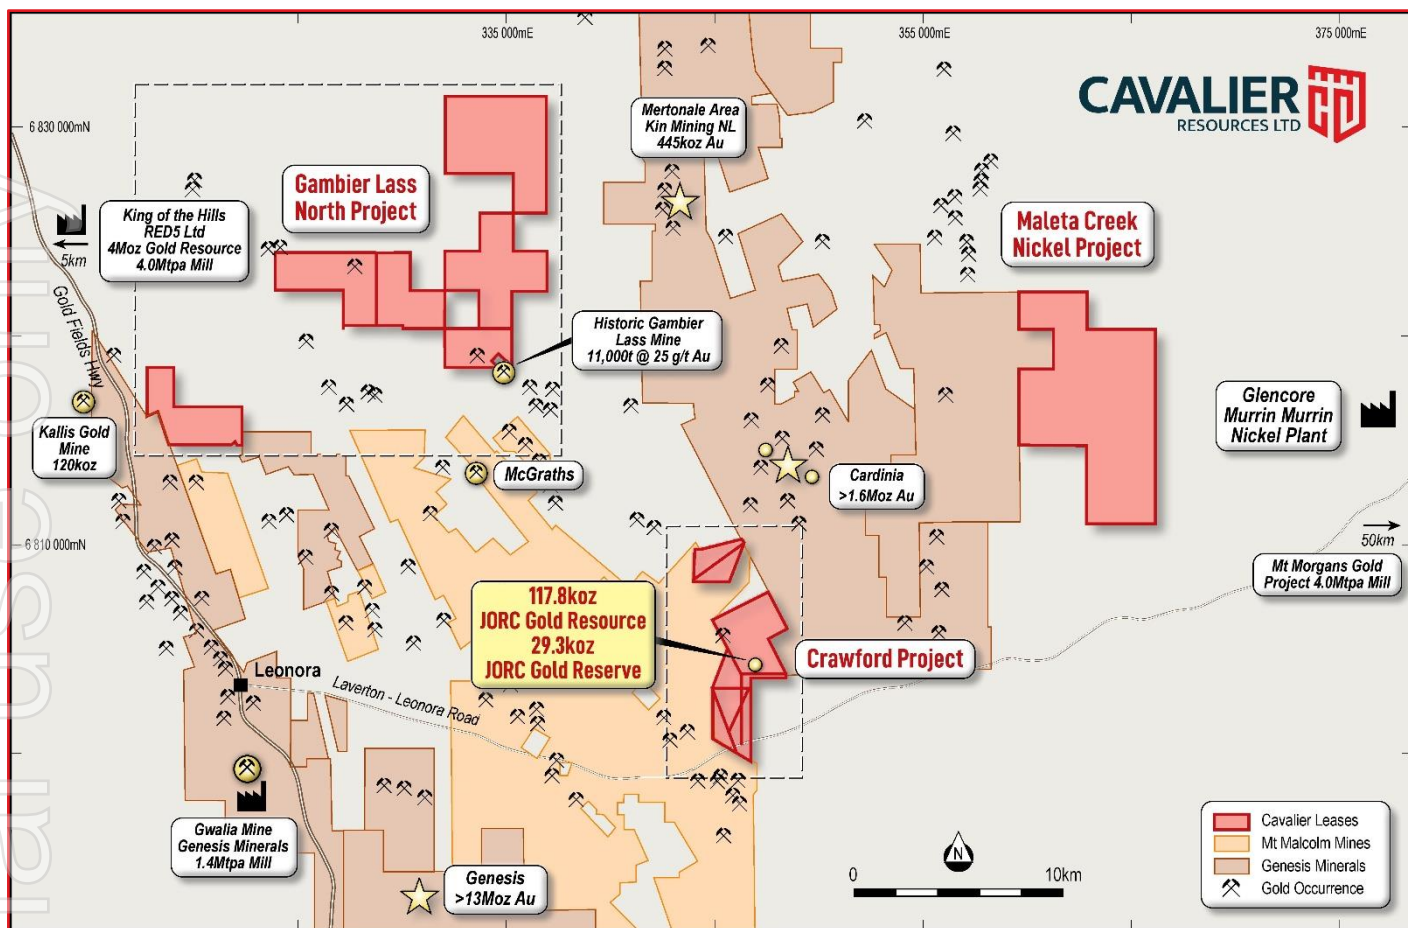 335 000mE
355 000mE
375 000mE
CAVALIER
RESOURCES LTD
6 830 000mN
Mertonale Area
Kin Mining NL
445koz Au
Gambier Lass
North Project
King of the Hills
RED5 Ltd
4Moz Gold Resource
4.0Mtpa Mill
5km
Maleta Creek
Nickel Project
Gold Fields Hwy
Historic Gambier
Lass Mine
11,000t @ 25 g/t Au
Glencore
Murrin Murrin
Nickel Plant
Kallis Gold
Mine
120koz
McGraths
Cardinia
>1.6Moz Au
6 810 000mN
50km
Mt Morgans Gold
Project 4.0Mtpa Mill
117.8koz
JORC Gold Resource
29.3koz
JORC Gold Reserve
Crawford Project
Leonora
Laverton - Leonora Road
Gwalia Mine
Genesis Minerals
1.4Mtpa Mill
Genesis
>13Moz Au
N
0
10km
Cavalier Leases
Mt Malcolm Mines
Genesis Minerals
Gold Occurrence